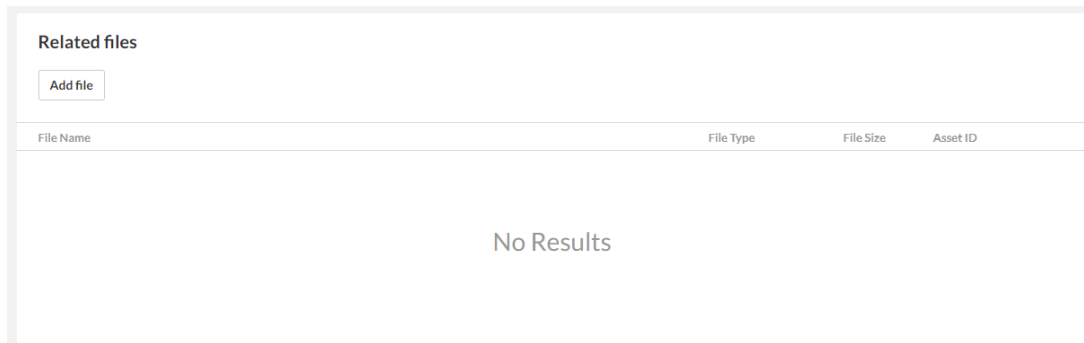 Related files
Add file
File Name File Type File Size Asset ID
No Results